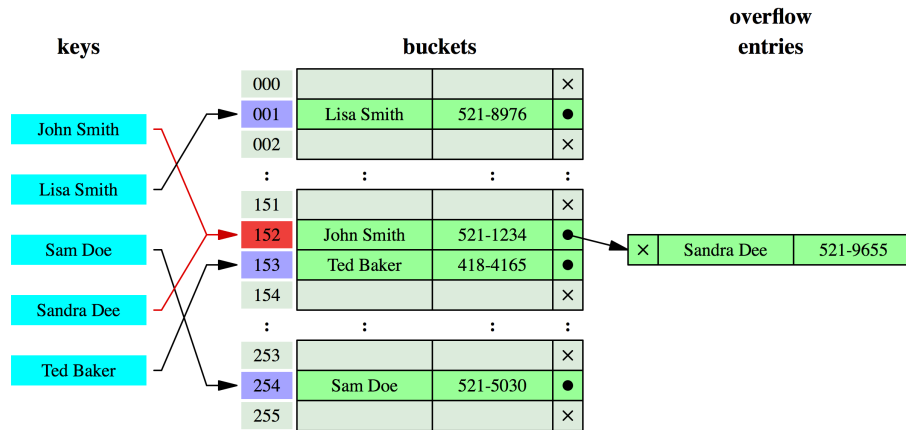 keys
buckets
overflow
entries
John Smith
Lisa Smith
Sam Doe
Sandra Dee
Ted Baker
000 ×
001 Lisa Smith 521-8976 ●
002 ×
: : : :
151 ×
152 John Smith 521-1234 ●
153 Ted Baker 418-4165 ●
154 ×
: : : :
253 ×
254 Sam Doe 521-5030 ●
255 ×
× Sandra Dee 521-9655